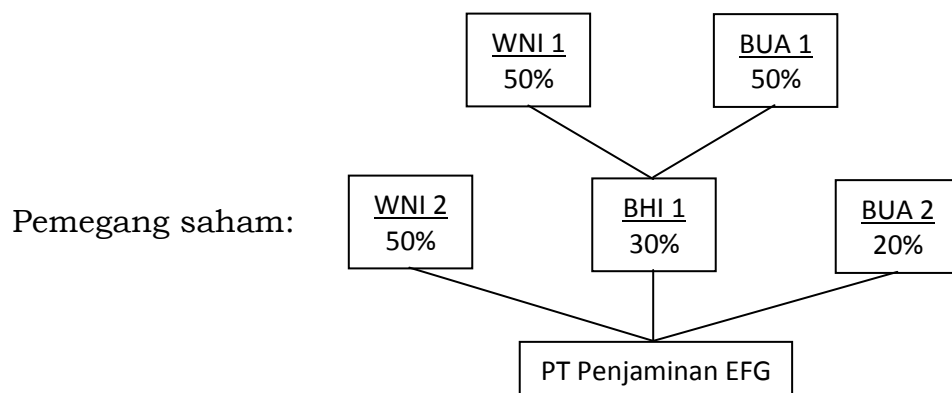 WNI 1
50%
BUA 1
50%
Pemegang saham:
WNI 2
50%
BHI 1
30%
BUA 2
20%
PT Penjaminan EFG